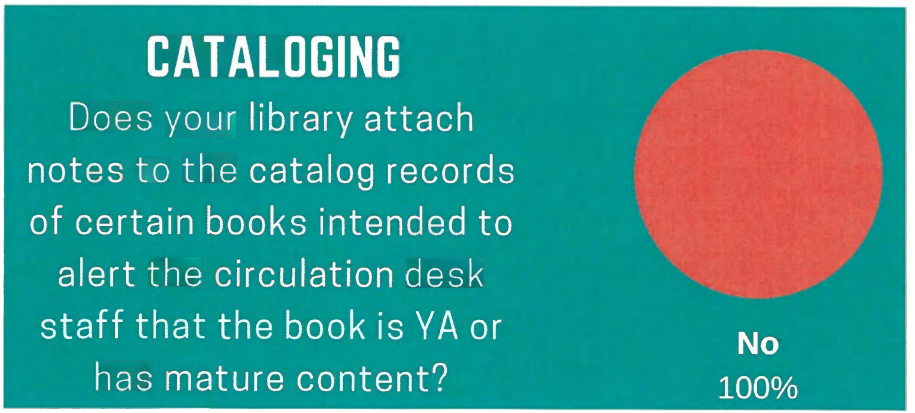 CATALOGING
Does your library attach
notes to the catalog records
of certain books intended to
alert the circulation desk
staff that the book is YA or
has mature content?
No
100%